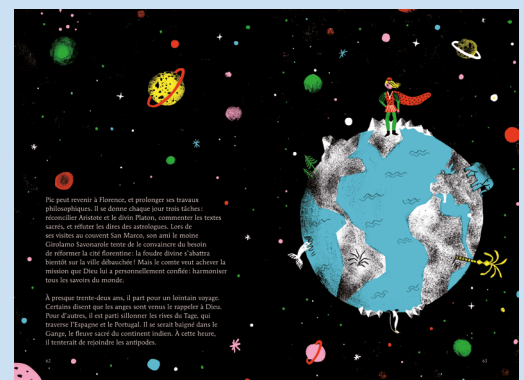 Pic peut revenir à Florence, et prolonger ses travaux
philosophiques. Il se donne chaque jour trois tâches :
réconcilier Aristote et le divin Platon, commenter les textes
sacrés, et réfuter les dires des astrologues. Lors de
ses visites au couvent San Marco, son ami le moine
Girolamo Savonarole tente de le convaincre du besoin
de réformer la cité florentine : la foudre divine s'abattra
bientôt sur la ville débauchée ! Mais le comte veut achever la
mission que Dieu lui a personnellement confiée : harmoniser
tous les savoirs du monde.
À presque trente-deux ans, il part pour un lointain voyage.
Certains disent que les anges sont venus le rappeler à Dieu.
Pour d'autres, il est parti sillonner les rives du Tage, qui
traverse l'Espagne et le Portugal. Il se serait baigné dans le
Gange, le fleuve sacré du continent indien. À cette heure,
il tenterait de rejoindre les antipodes.
62
63